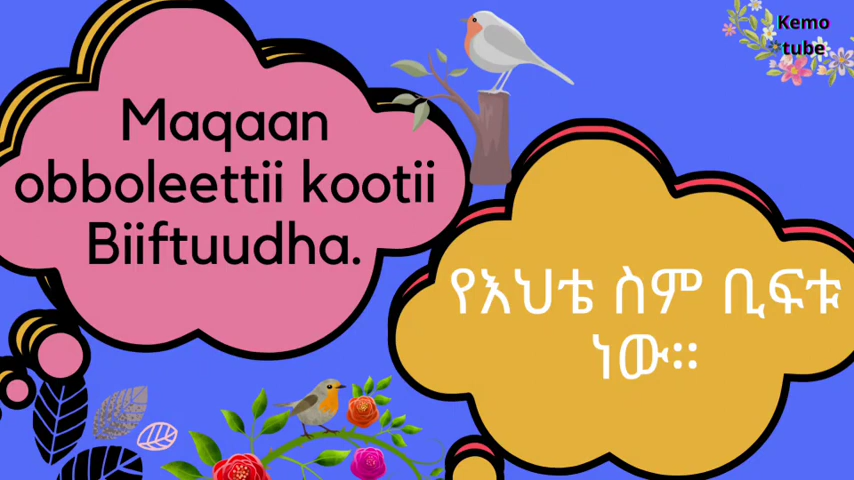 Kemo
tube
Maqaan
obboleettii kootii
Biiftuudha.
የእህቴ ስም ቢፍቱ
ነው።